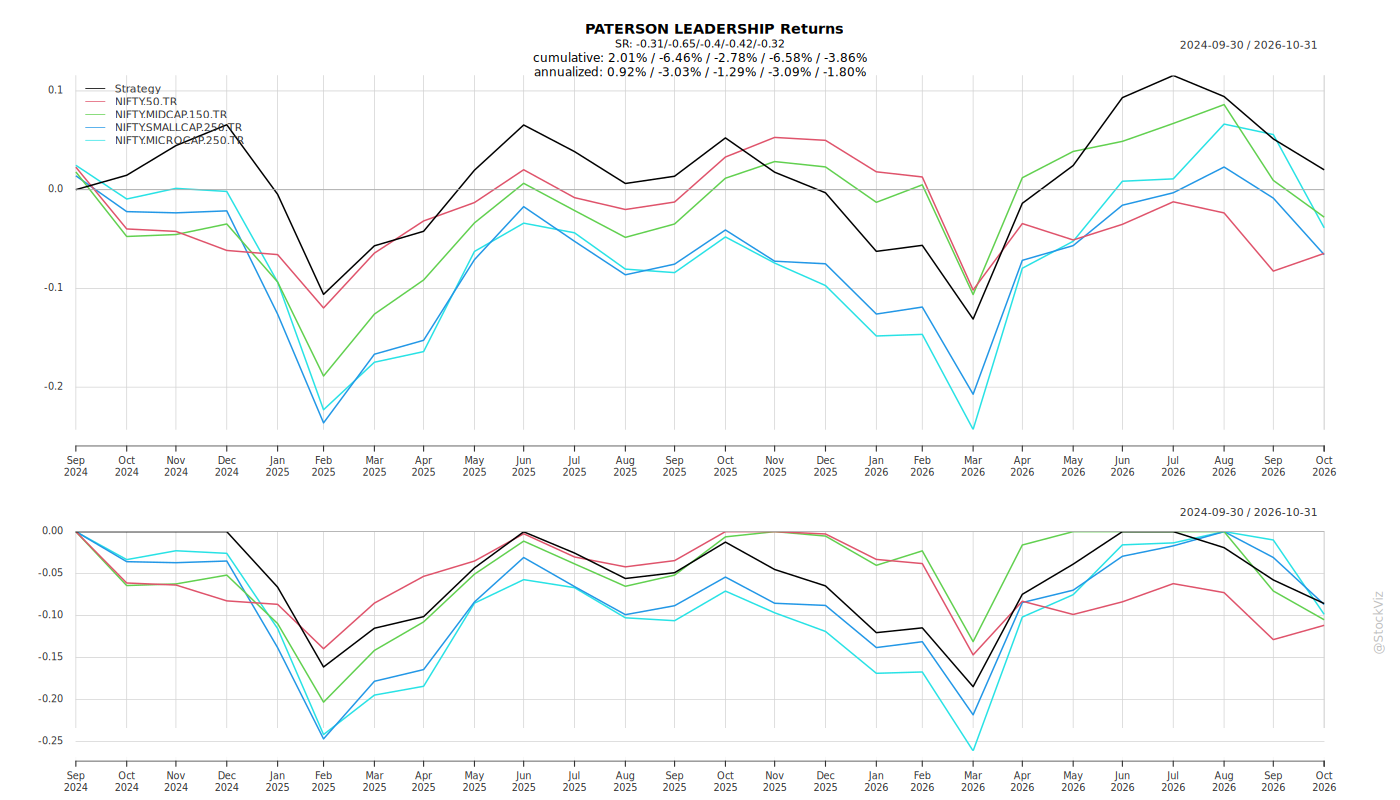 PATERSON LEADERSHIP Returns
SR: -0.31/-0.65/-0.4/-0.42/-0.32
cumulative: 2.01% / -6.46% / -2.78% / -6.58% / -3.86%
annualized: 0.92% / -3.03% / -1.29% / -3.09% / -1.80%
2024-09-30 / 2026-10-31
Strategy
NIFTY.50.TR
NIFTY.MIDCAP.150.TR
NIFTY.SMALLCAP.250.TR
NIFTY.MICROCAP.250.TR
0.1
0.0
-0.1
-0.2
Sep Oct Nov Dec Jan Feb Mar Apr May Jun Jul Aug Sep Oct Nov Dec Jan Feb Mar Apr May Jun Jul Aug Sep Oct
2024 2024 2024 2024 2025 2025 2025 2025 2025 2025 2025 2025 2025 2025 2025 2025 2026 2026 2026 2026 2026 2026 2026 2026 2026 2026
2024-09-30 / 2026-10-31
0.00
-0.05
-0.10
-0.15
-0.20
-0.25
Sep Oct Nov Dec Jan Feb Mar Apr May Jun Jul Aug Sep Oct Nov Dec Jan Feb Mar Apr May Jun Jul Aug Sep Oct
2024 2024 2024 2024 2025 2025 2025 2025 2025 2025 2025 2025 2025 2025 2025 2025 2026 2026 2026 2026 2026 2026 2026 2026 2026 2026
@StockViz